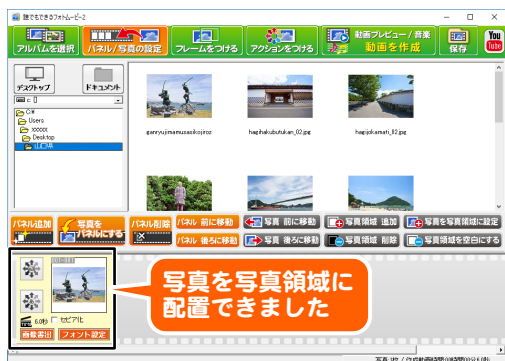 誰でもできるフォトムービー2
アルバムを選択
パネル/写真の設定
フレームをつける
アクションをつける
動画プレビュー / 音楽
動画を作成
保存
You
Tube
デスクトップ
ドキュメント
C:¥
Users
xxxxx
Desktop
山口県
ganryujimamusasikojiroz
hagihakubutukan_02.jpg
hagijokamati_02.jpg
パネル追加
写真を
パネルにする
パネル削除
パネル 前に移動
写真 前に移動
写真領域 追加
写真を写真領域に設定
パネル 後ろに移動
写真 後ろに移動
写真領域 削除
写真領域を空白にする
[001-001]
6.0秒
セピア化
画像書出
フォント設定
写真を写真領域に
配置できました